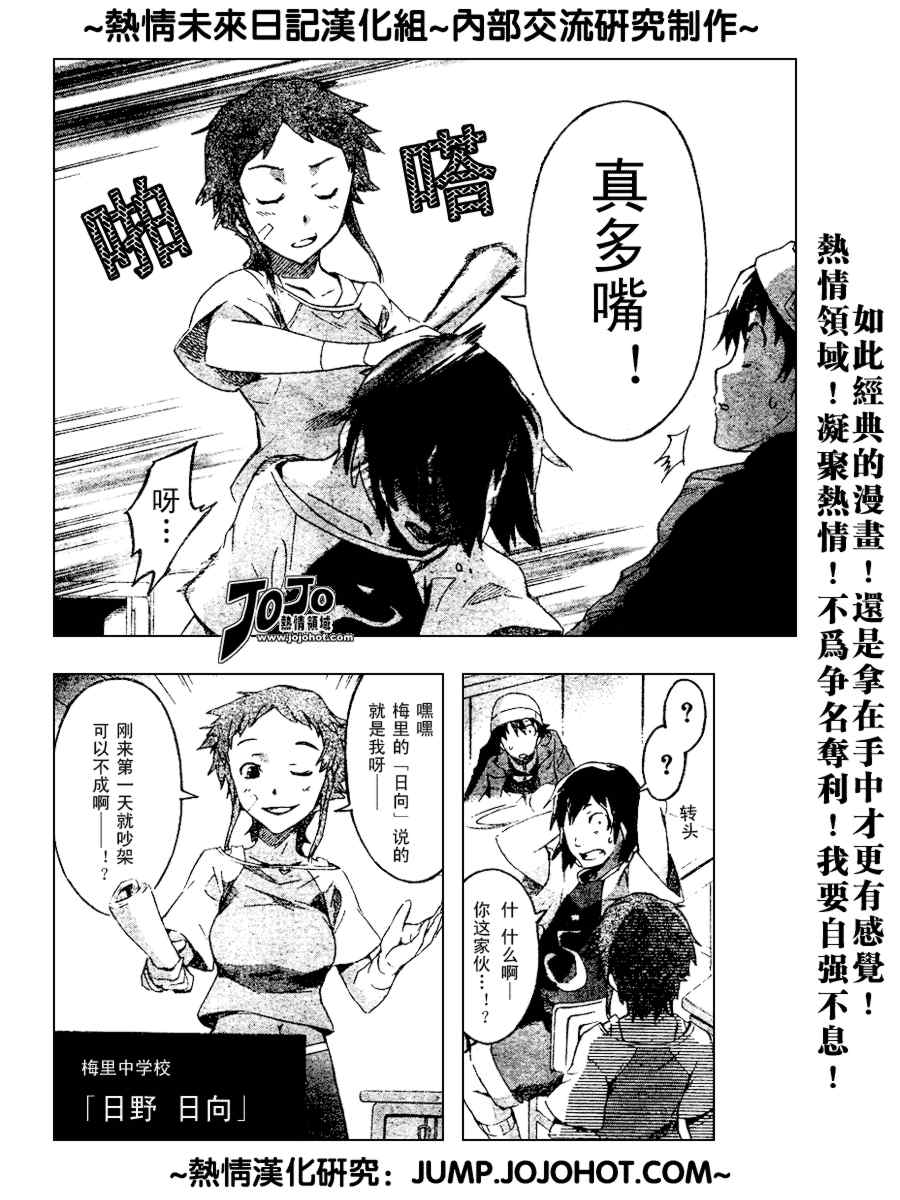 ~熱情未來日記漢化組~內部交流研究制作~
真多嘴！
啪
嗒
呀…
JOJO
熱情領域
www.jojohot.com
？
？
转头
什 什么啊—
你这家伙…！？
嘿嘿
梅里的「日向」说的
就是我呀——
刚来第一天就吵架
可以不成啊——！？
梅里中学校
「日野 日向」
如此經典的漫畫！還是拿在手中才更有感覺！
熱情領域！凝聚熱情！不爲争名奪利！我要自强不息！
~熱情漢化研究：JUMP.JOJOHOT.COM~